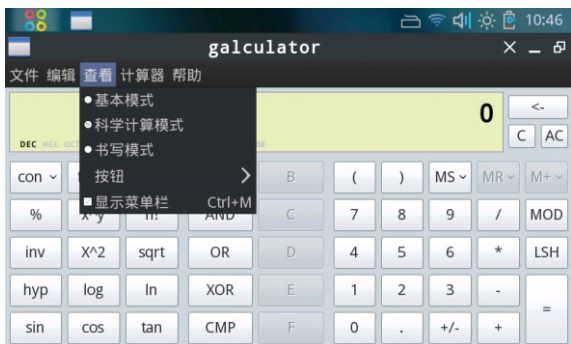 10:46
galculator
文件 编辑 查看 计算器 帮助
基本模式
科学计算模式
书写模式
按钮
显示菜单栏 Ctrl+M
0
<-
DEC HEX
C AC
con B ( ) MS MR M+
% x^y n! AND C 7 8 9 / MOD
inv X^2 sqrt OR D 4 5 6 * LSH
hyp log ln XOR E 1 2 3 - =
sin cos tan CMP F 0 . +/- +